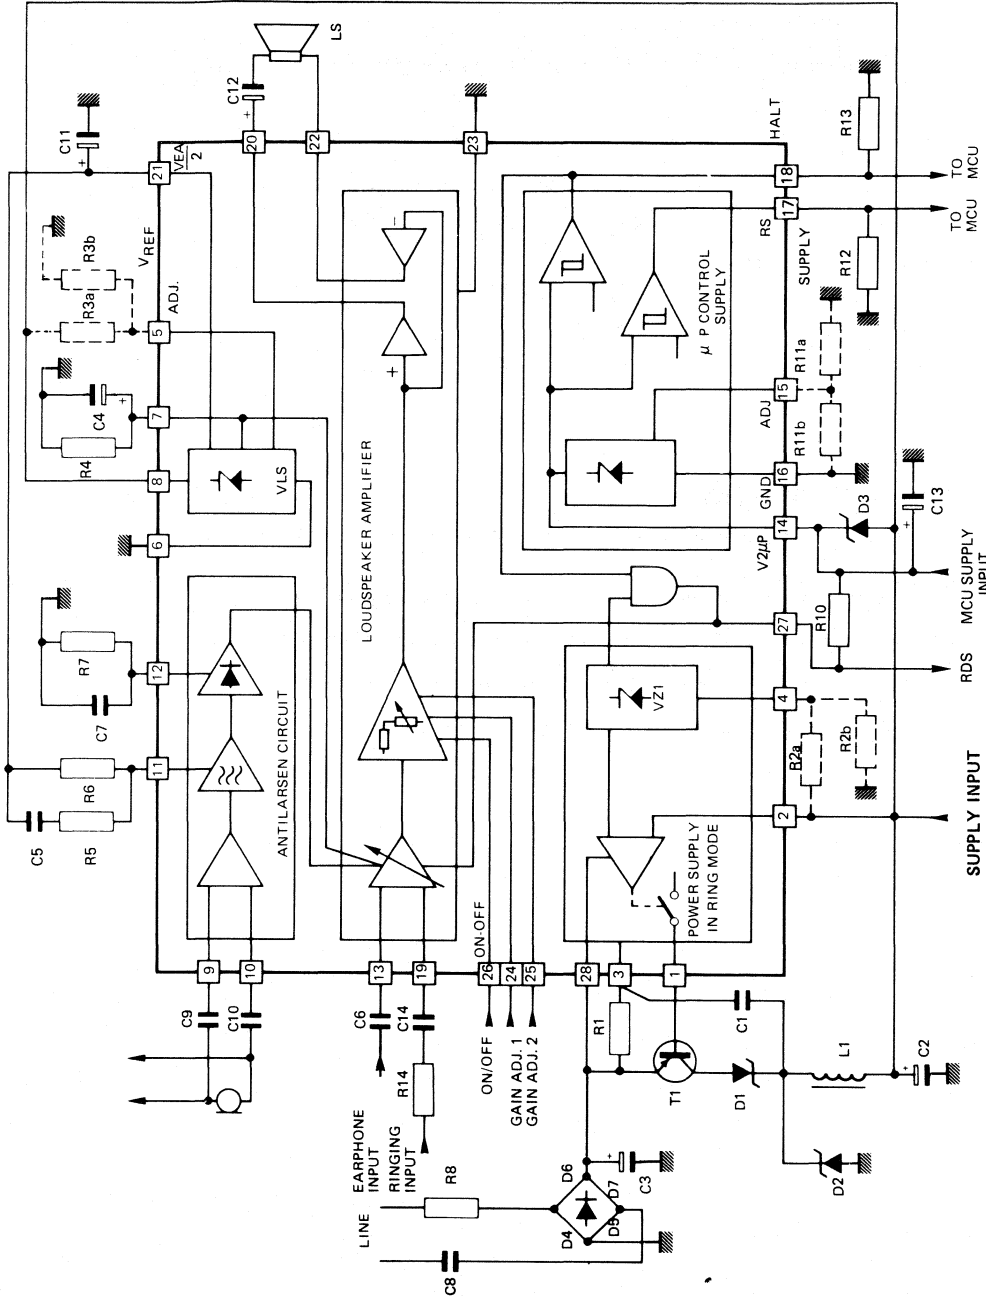 C11
+
21
VEA
2
C12
+
20
LS
22
23
HALT
18
R13
TO
MCU
17
RS
TO
MCU
R12
SUPPLY
R3b
R3a
VREF
ADJ.
5
C4
+
R4
7
8
VLS
6
R7
C7
12
R6
11
C5
R5
ANTILARSEN CIRCUIT
LOUDSPEAKER AMPLIFIER
+
-
µP CONTROL
SUPPLY
15
ADJ
R11a
R11b
16
GND
14
V2µP
D3
C13
+
MCU SUPPLY
INPUT
R10
27
RDS
VZ1
4
R2a
R2b
2
SUPPLY INPUT
POWER SUPPLY
IN RING MODE
9
10
13
19
26
ON-OFF
24
25
28
3
1
C9
C10
C6
C14
R14
EARPHONE
INPUT
RINGING
INPUT
ON/OFF
GAIN ADJ. 1
GAIN ADJ. 2
R1
C1
T1
D1
L1
C2
+
D2
LINE
R8
C8
D6
D7
D4
D5
C3
+